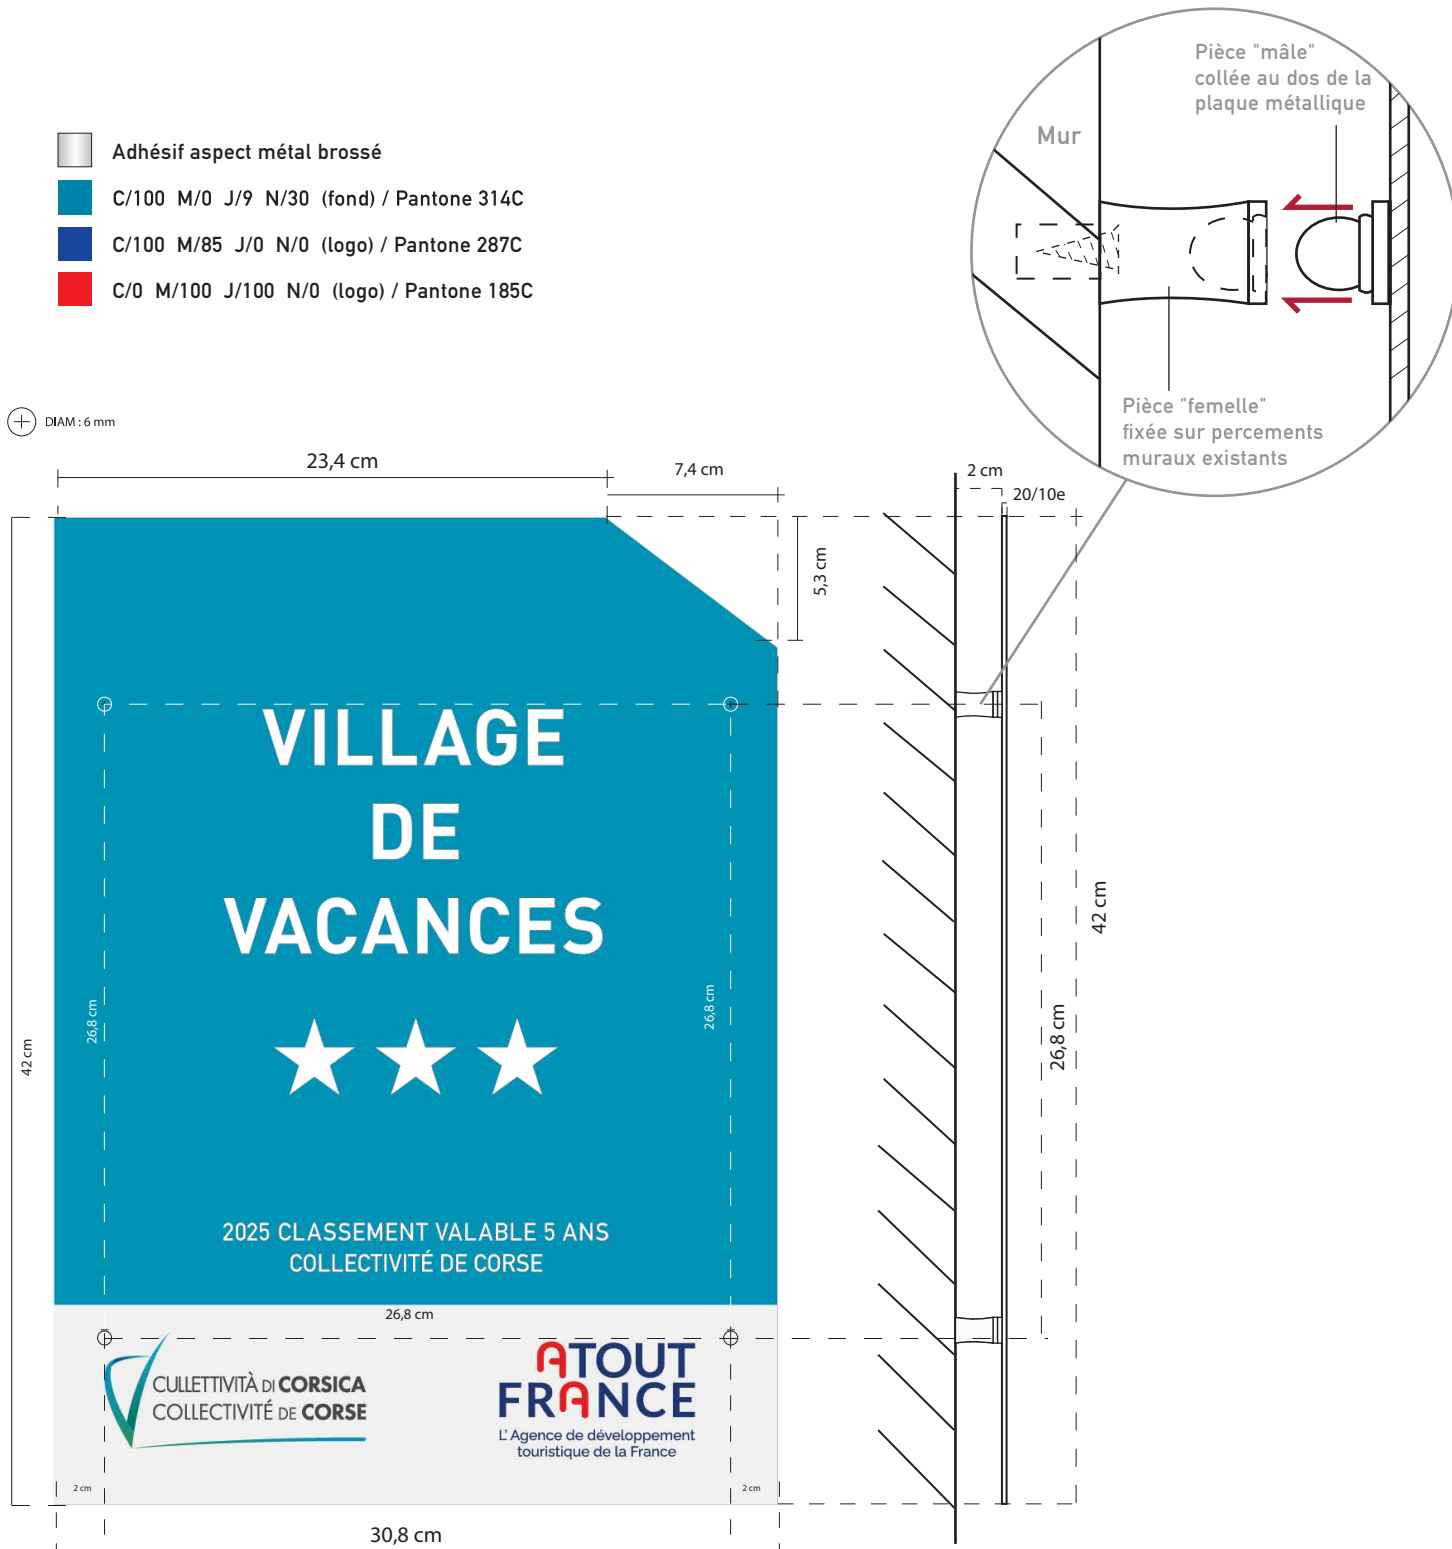 Pièce "mâle"
collée au dos de la
plaque métallique
Mur
Adhésif aspect métal brossé
C/100 M/0 J/9 N/30 (fond) / Pantone 314C
C/100 M/85 J/0 N/0 (logo) / Pantone 287C
C/0 M/100 J/100 N/0 (logo) / Pantone 185C
Pièce "femelle"
fixée sur percements
muraux existants
DIAM : 6 mm
23,4 cm
7,4 cm
2 cm
20/10e
5,3 cm
VILLAGE
DE
VACANCES
42 cm
26,8 cm
26,8 cm
26,8 cm
42 cm
2025 CLASSEMENT VALABLE 5 ANS
COLLECTIVITÉ DE CORSE
26,8 cm
CULLETTIVITÀ DI CORSICA
COLLECTIVITÉ DE CORSE
ATOUT
FRANCE
L'Agence de développement
touristique de la France
2 cm
2 cm
30,8 cm